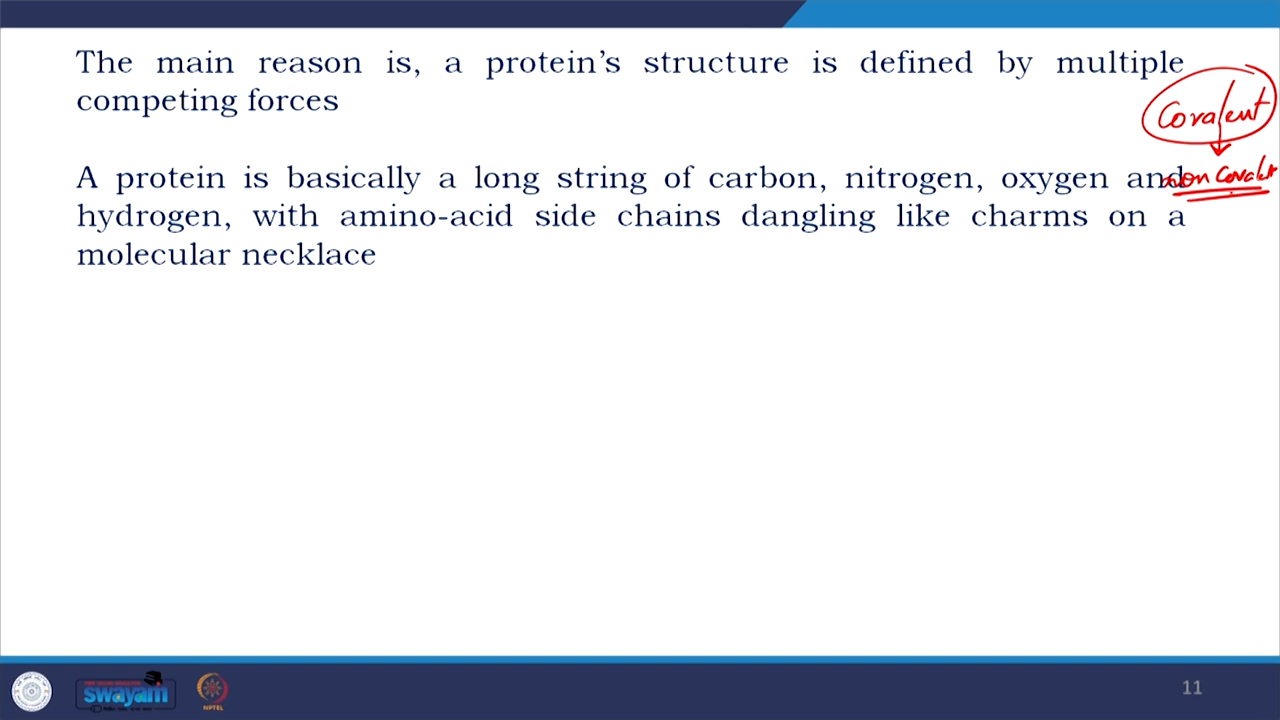 The main reason is, a protein’s structure is defined by multiple
competing forces
Covalent
non Covalet
A protein is basically a long string of carbon, nitrogen, oxygen and
hydrogen, with amino-acid side chains dangling like charms on a
molecular necklace
swayam
NPTEL
11